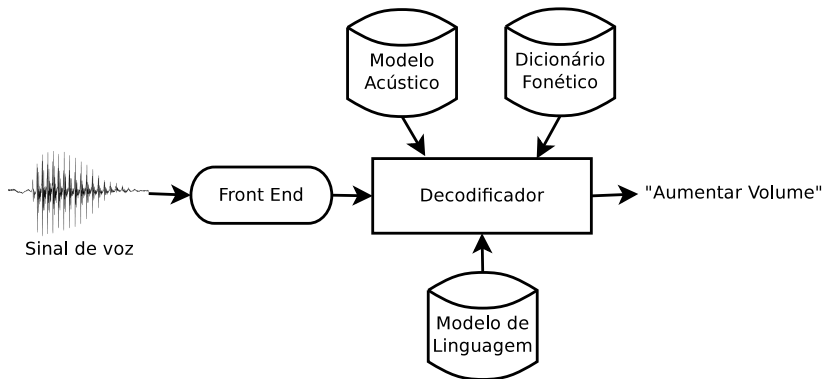 Modelo
Acústico
Dicionário
Fonético
Sinal de voz
Front End
Decodificador
"Aumentar Volume"
Modelo de
Linguagem